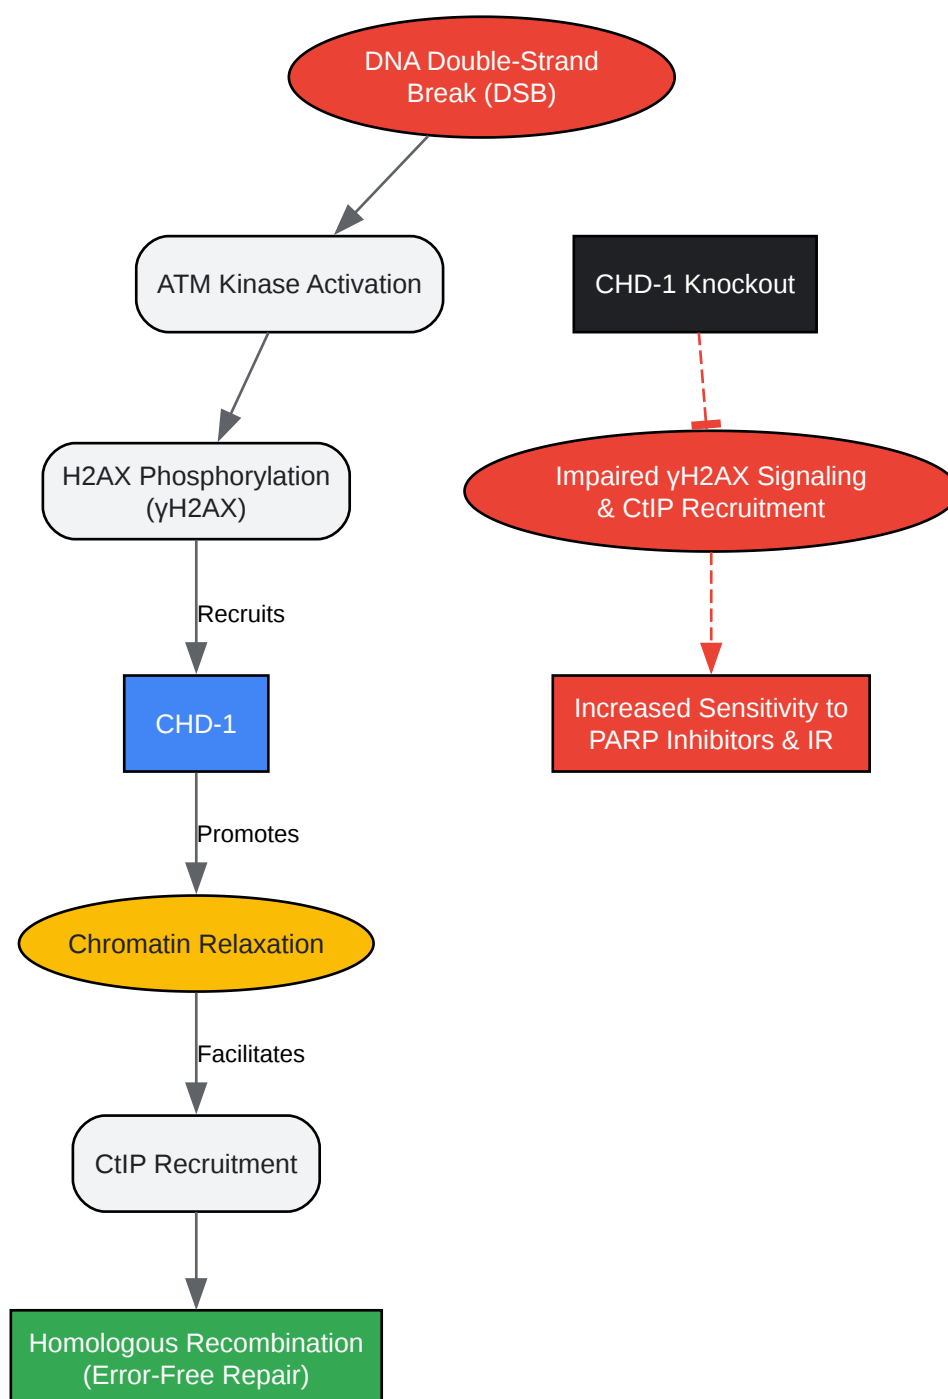 DNA Double-Strand
Break (DSB)
ATM Kinase Activation
CHD-1 Knockout
H2AX Phosphorylation
(γH2AX)
Impaired γH2AX Signaling
& CtIP Recruitment
Recruits
CHD-1
Increased Sensitivity to
PARP Inhibitors & IR
Promotes
Chromatin Relaxation
Facilitates
CtIP Recruitment
Homologous Recombination
(Error-Free Repair)